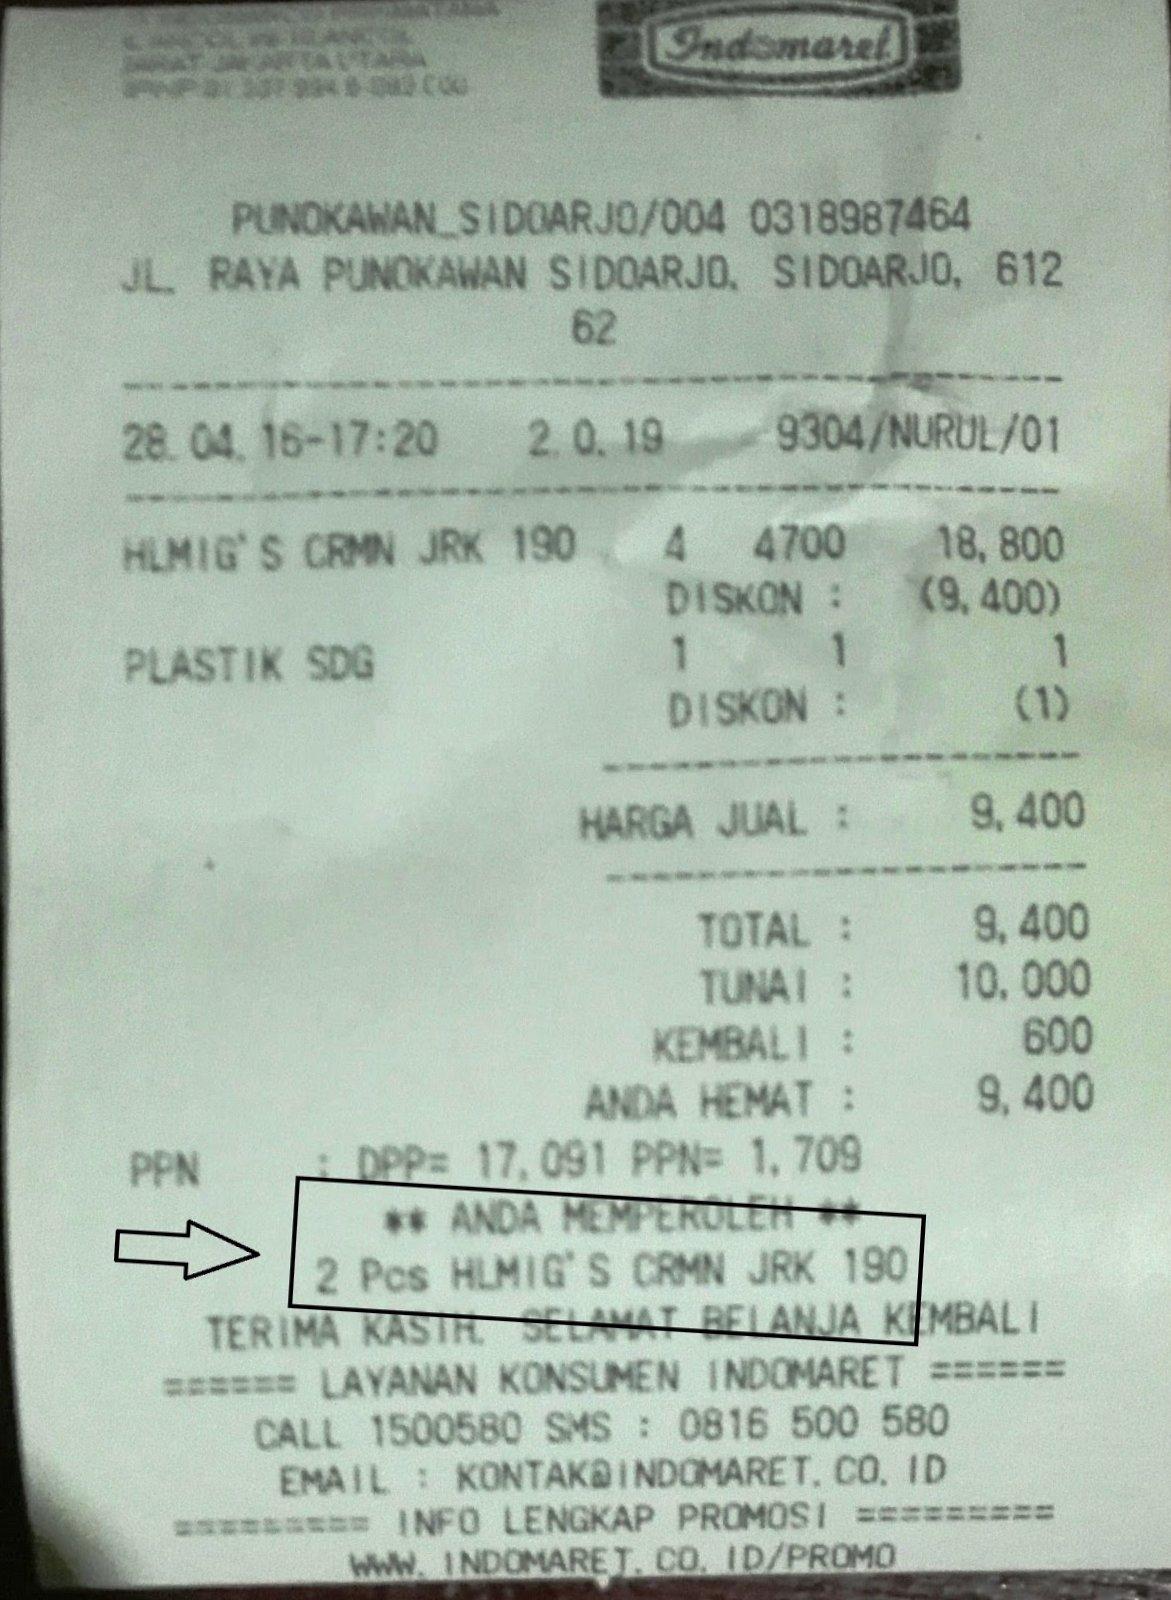 Indomaret
PUNOKAWAN_SIDOARJO/004 0318987464
JL. RAYA PUNOKAWAN SIDOARJO, SIDOARJO, 612
62
28.04.16-17:20 2.0.19 9304/NURUL/01
HLMIG'S CRMN JRK 190 4 4700 18,800
DISKON : (9,400)
PLASTIK SDG 1 1 1
DISKON : (1)
HARGA JUAL : 9,400
TOTAL : 9,400
TUNAI : 10,000
KEMBALI : 600
ANDA HEMAT : 9,400
PPN : DPP= 17,091 PPN= 1,709
** ANDA MEMPEROLEH **
2 Pcs HLMIG'S CRMN JRK 190
TERIMA KASIH. SELAMAT BELANJA KEMBALI
====== LAYANAN KONSUMEN INDOMARET ======
CALL 1500580 SMS : 0816 500 580
EMAIL : KONTAK@INDOMARET.CO.ID
========= INFO LENGKAP PROMOSI =========
WWW.INDOMARET.CO.ID/PROMO